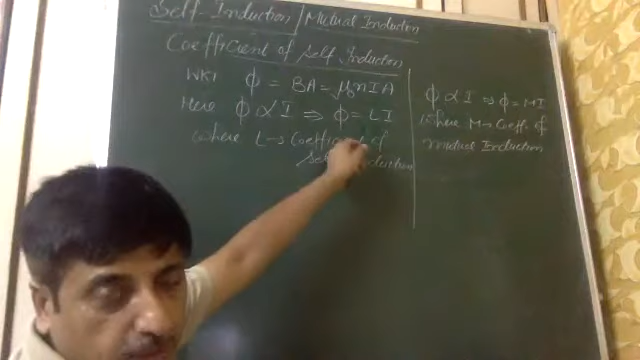 Self-Induction/Mutual Induction
Coefficient of Self Induction
WKT ϕ = BA = μ₀nIA
Here ϕ ∝ I ⇒ ϕ = LI
Where L → Coefficient of
Self Induction
ϕ ∝ I ⇒ ϕ = MI
Where M → Coeff. of
Mutual Induction